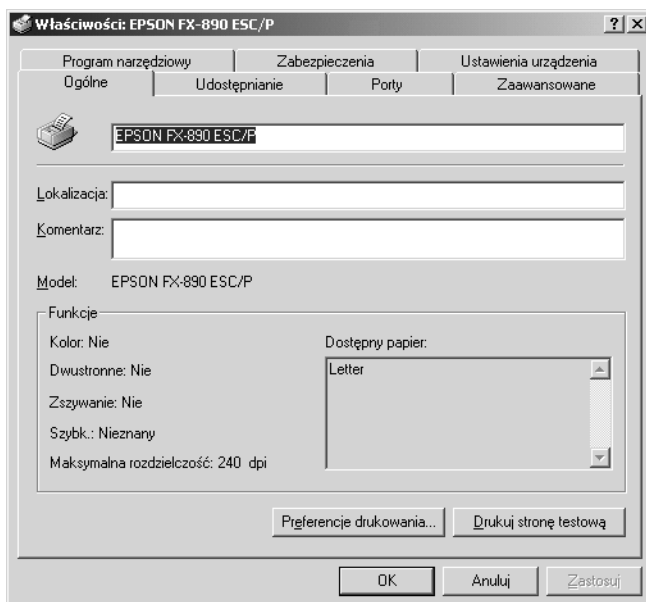 Właściwości: EPSON FX-890 ESC/P
Program narzędziowy Zabezpieczenia Ustawienia urządzenia
Ogólne Udostępnianie Porty Zaawansowane
EPSON FX-890 ESC/P
Lokalizacja:
Komentarz:
Model: EPSON FX-890 ESC/P
Funkcje
Kolor: Nie Dostępny papier:
Dwustronne: Nie Letter
Zszywanie: Nie
Szybk.: Nieznany
Maksymalna rozdzielczość: 240 dpi
Preferencje drukowania... Drukuj stronę testową
OK Anuluj Zastosuj